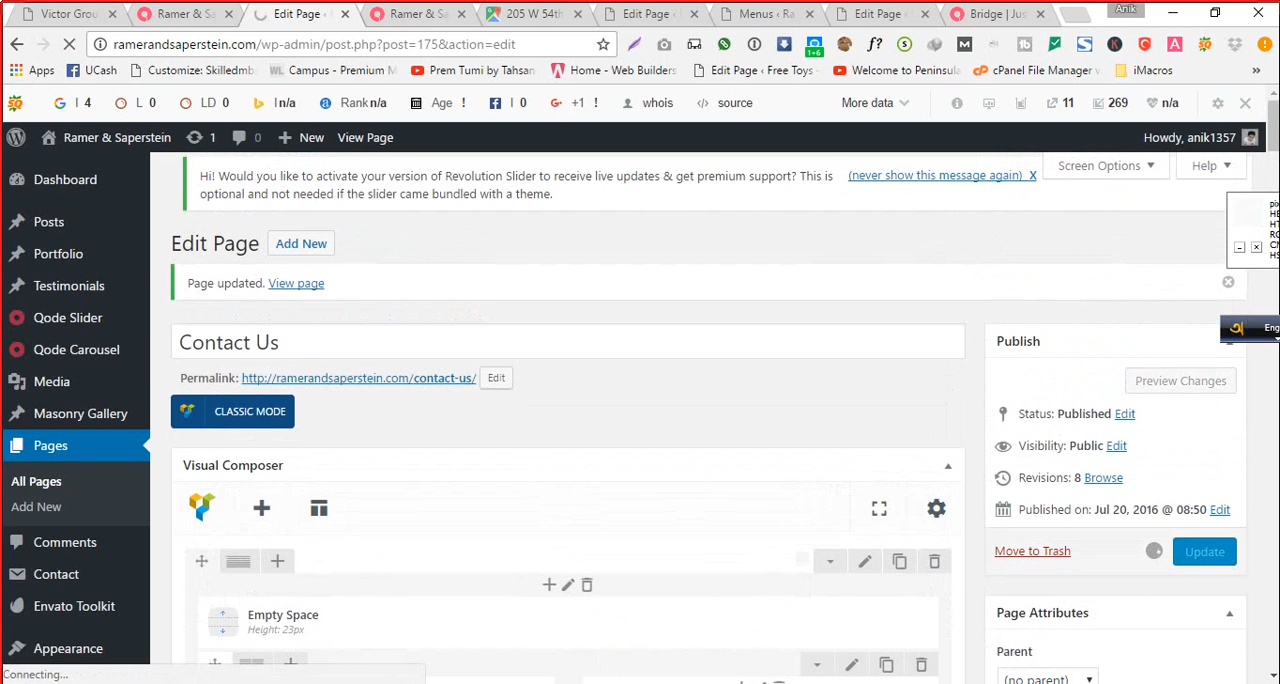 Victor Grou
Ramer & Sa
Edit Page ‹
Ramer & Sa
205 W 54th
Edit Page ‹
Menus ‹ Ra
Edit Page ‹
Bridge | Jus
Anik
ramerandsaperstein.com/wp-admin/post.php?post=175&action=edit
Apps
UCash
Customize: Skilledmb
Campus - Premium M
Prem Tumi by Tahsan
Home - Web Builders
Edit Page ‹ Free Toys -
Welcome to Peninsula
cPanel File Manager v
iMacros
I 4
L 0
LD 0
I n/a
Rank n/a
Age !
I 0
+1 !
whois
source
More data
11
269
n/a
Ramer & Saperstein
1
0
New
View Page
Howdy, anik1357
Dashboard
Posts
Portfolio
Testimonials
Qode Slider
Qode Carousel
Media
Masonry Gallery
Pages
All Pages
Add New
Comments
Contact
Envato Toolkit
Appearance
Hi! Would you like to activate your version of Revolution Slider to receive live updates & get premium support? This is
optional and not needed if the slider came bundled with a theme.
(never show this message again) X
Screen Options
Help
Edit Page
Add New
Page updated. View page
Contact Us
Permalink: http://ramerandsaperstein.com/contact-us/
Edit
CLASSIC MODE
Visual Composer
Empty Space
Height: 23px
Publish
Preview Changes
Status: Published Edit
Visibility: Public Edit
Revisions: 8 Browse
Published on: Jul 20, 2016 @ 08:50 Edit
Move to Trash
Update
Page Attributes
Parent
(no parent)
Eng
Connecting...